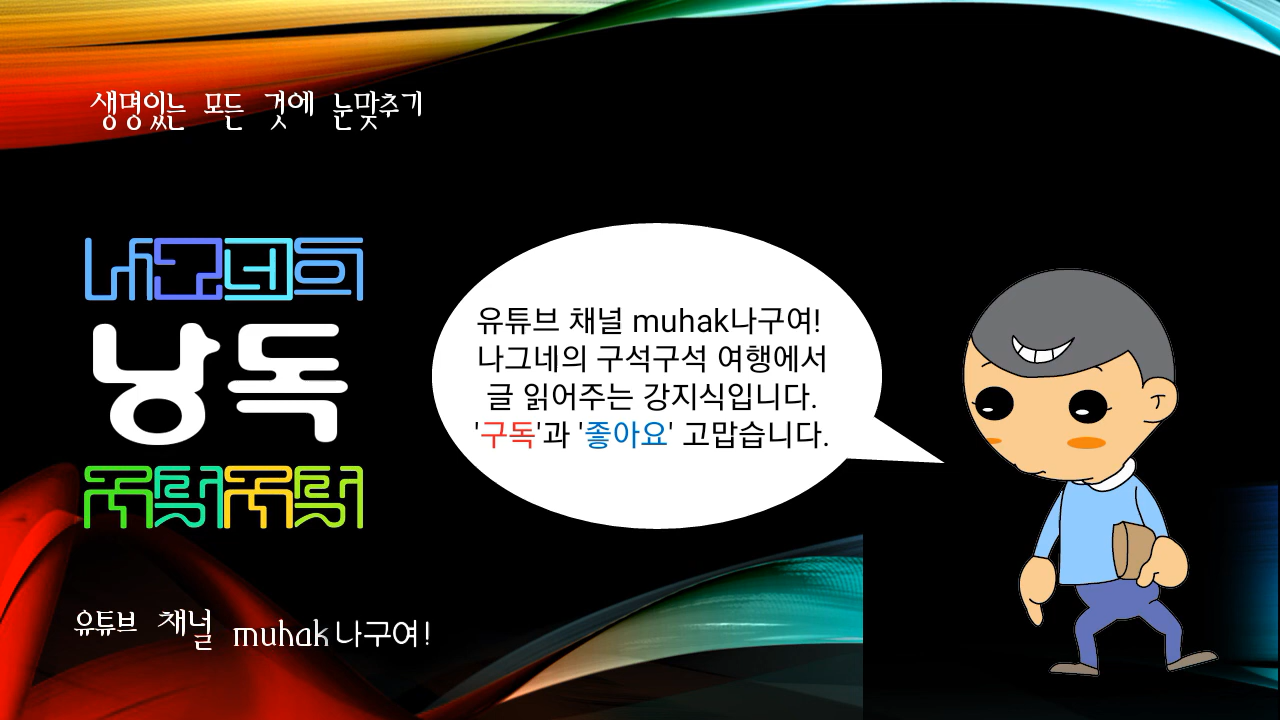 생명있는 모든 것에 눈맞추기
나그네의
낭독
구석구석
유튜브 채널 muhak나구여!
나그네의 구석구석 여행에서
글 읽어주는 강지식입니다.
'구독'과 '좋아요' 고맙습니다.
유튜브 채널 muhak나구여!